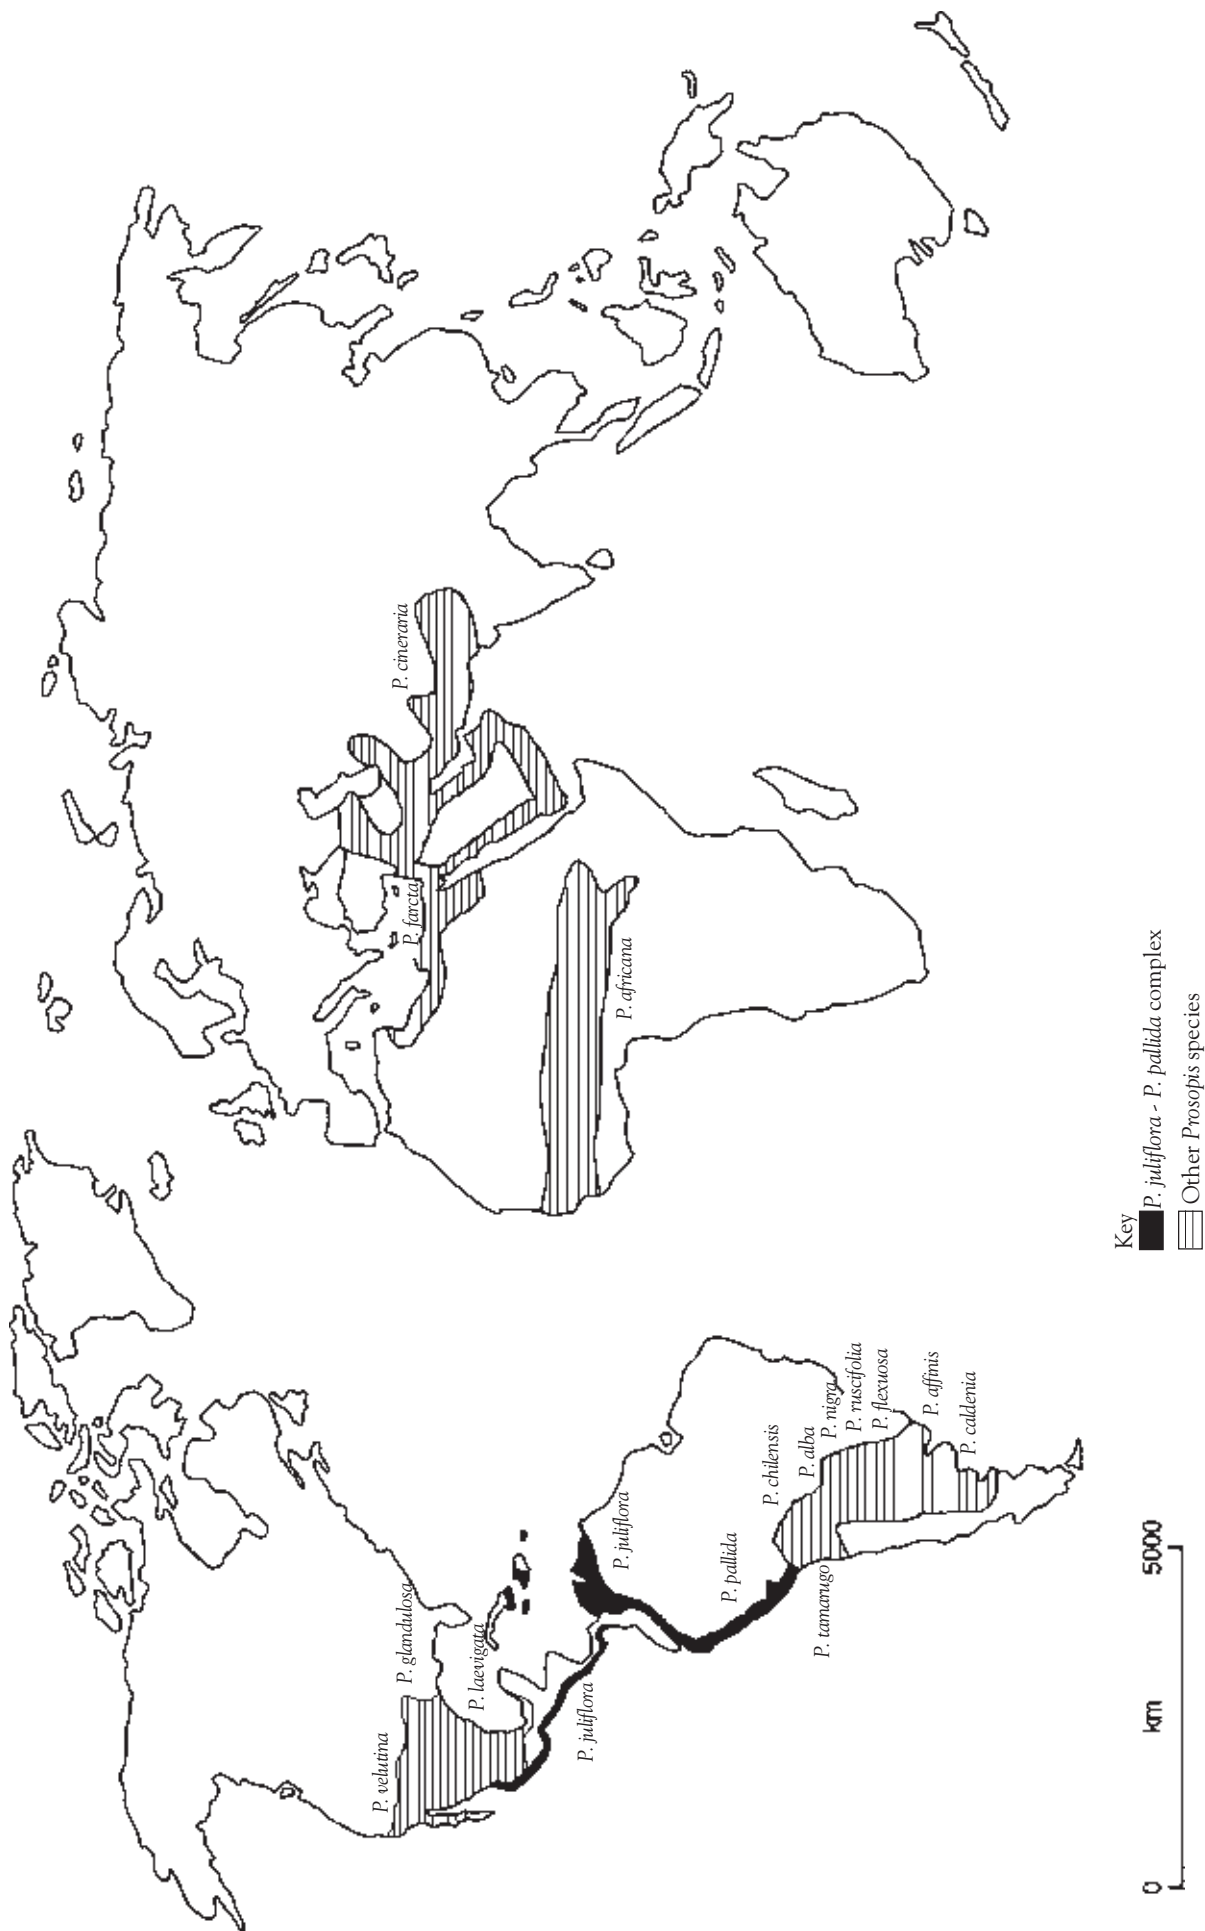 P. velutina
P. glandulosa
P. laevigata
P. juliflora
P. juliflora
P. pallida
P. tamarugo
P. chilensis
P. alba
P. nigra
P. ruscifolia
P. flexuosa
P. affinis
P. caldenia
P. farcta
P. cineraria
P. africana
0 km 5000
Key
P. juliflora - P. pallida complex
Other Prosopis species